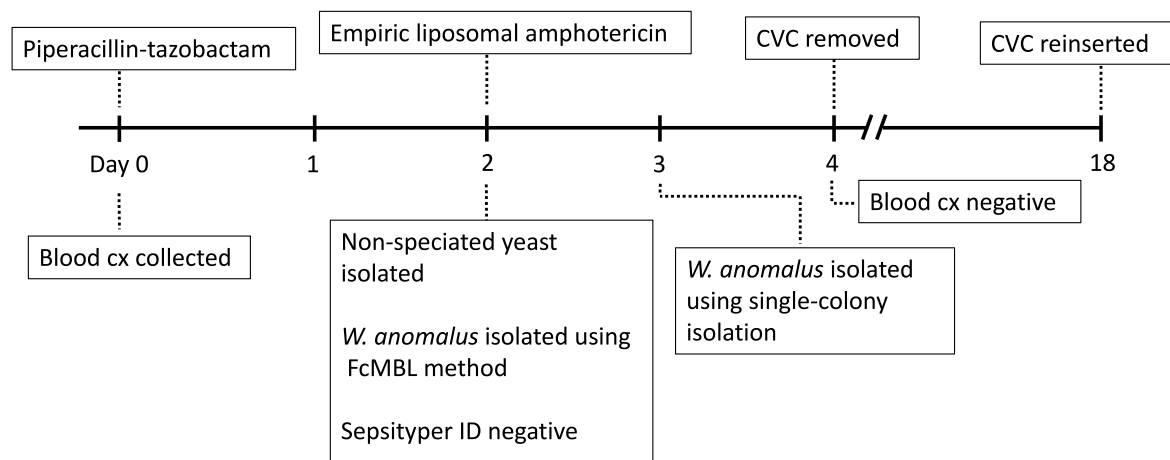 Piperacillin-tazobactam
Empiric liposomal amphotericin
CVC removed
CVC reinserted
Day 0
1
2
3
4
18
Blood cx collected
Non-speciated yeast
isolated
W. anomalus isolated using
FcMBL method
Sepsityper ID negative
W. anomalus isolated
using single-colony
isolation
Blood cx negative